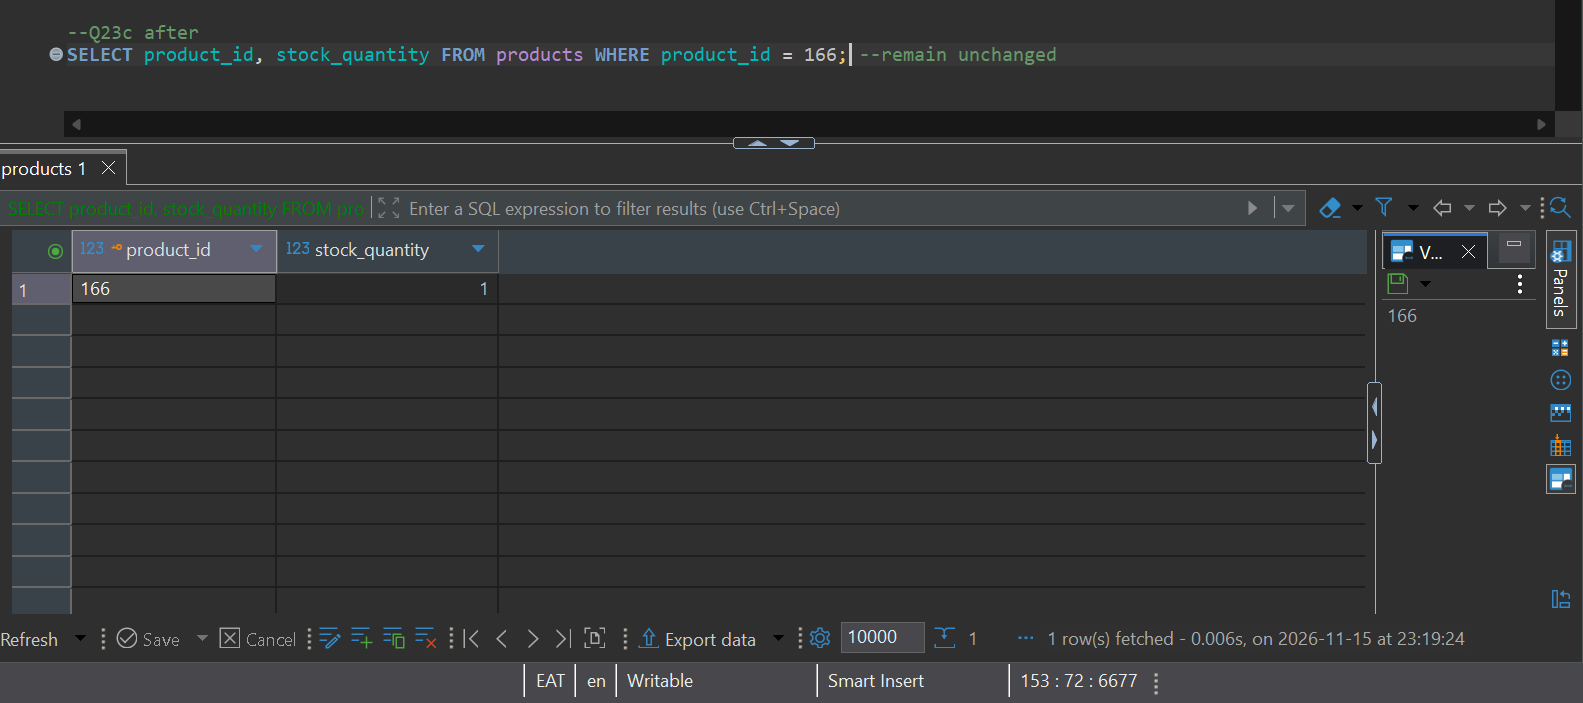 --Q23c after
SELECT product_id, stock_quantity FROM products WHERE product_id = 166; --remain unchanged
products 1
SELECT product_id, stock_quantity FROM pro Enter a SQL expression to filter results (use Ctrl+Space)
123 product_id 123 stock_quantity V...
1 166 1
166
Panels
Refresh Save Cancel Export data 10000 1 ... 1 row(s) fetched - 0.006s, on 2026-11-15 at 23:19:24
EAT en Writable Smart Insert 153 : 72 : 6677